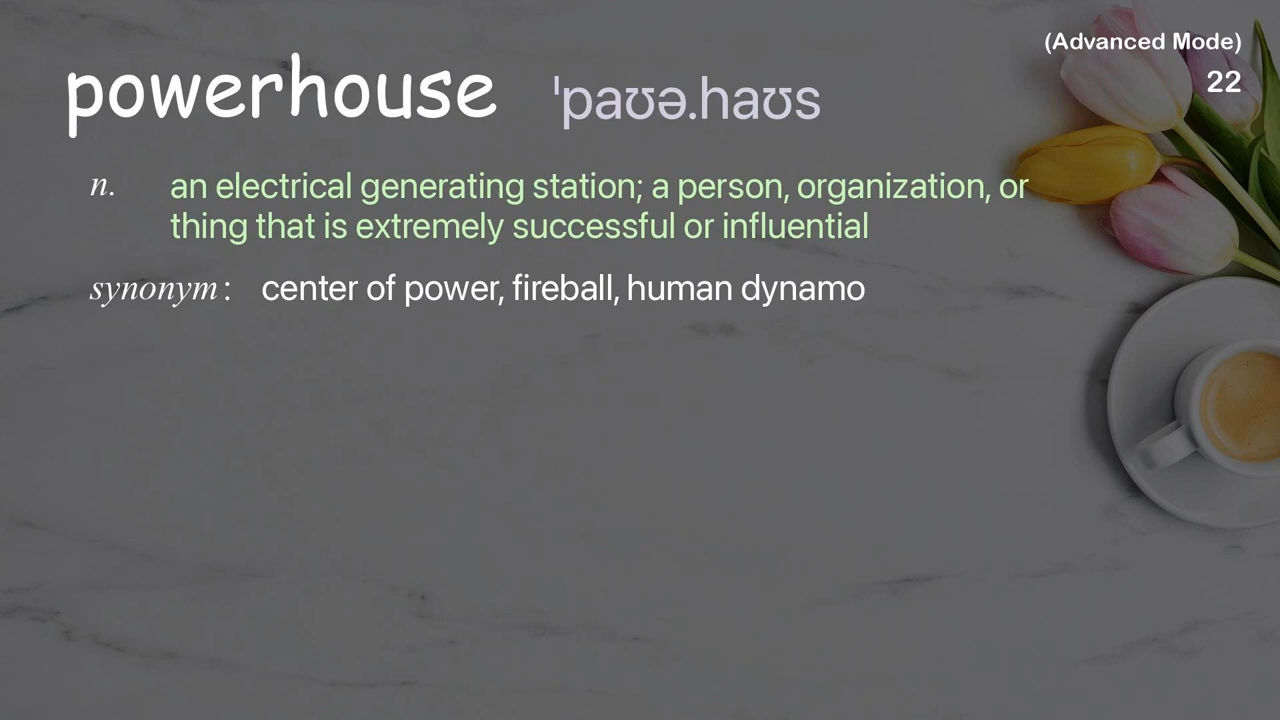 (Advanced Mode)
22
powerhouse ˈpaʊə.haʊs
n. an electrical generating station; a person, organization, or
thing that is extremely successful or influential
synonym : center of power, fireball, human dynamo